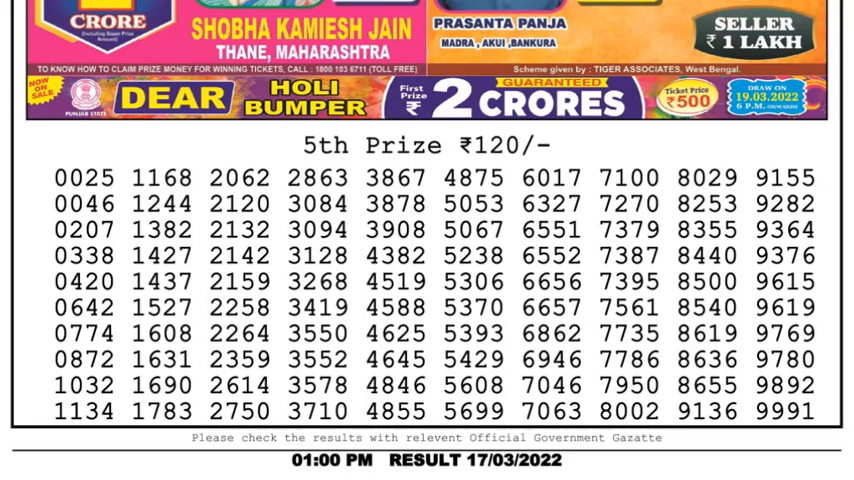 CRORE
(Including Super Prize Amount)
SHOBHA KAMIESH JAIN
THANE, MAHARASHTRA
PRASANTA PANJA
MADRA , AKUI ,BANKURA
SELLER
₹ 1 LAKH
TO KNOW HOW TO CLAIM PRIZE MONEY FOR WINNING TICKETS, CALL : 1800 103 6711 (TOLL FREE)
Scheme given by : TIGER ASSOCIATES, West Bengal.
NOW ON SALE
PUNJAB STATE
DEAR
HOLI BUMPER
First Prize ₹
GUARANTEED
2 CRORES
Ticket Price
₹500
DRAW ON
19.03.2022
6 P.M. ONWARDS
5th Prize ₹120/-
0025 1168 2062 2863 3867 4875 6017 7100 8029 9155
0046 1244 2120 3084 3878 5053 6327 7270 8253 9282
0207 1382 2132 3094 3908 5067 6551 7379 8355 9364
0338 1427 2142 3128 4382 5238 6552 7387 8440 9376
0420 1437 2159 3268 4519 5306 6656 7395 8500 9615
0642 1527 2258 3419 4588 5370 6657 7561 8540 9619
0774 1608 2264 3550 4625 5393 6862 7735 8619 9769
0872 1631 2359 3552 4645 5429 6946 7786 8636 9780
1032 1690 2614 3578 4846 5608 7046 7950 8655 9892
1134 1783 2750 3710 4855 5699 7063 8002 9136 9991
Please check the results with relevent Official Government Gazatte
01:00 PM RESULT 17/03/2022